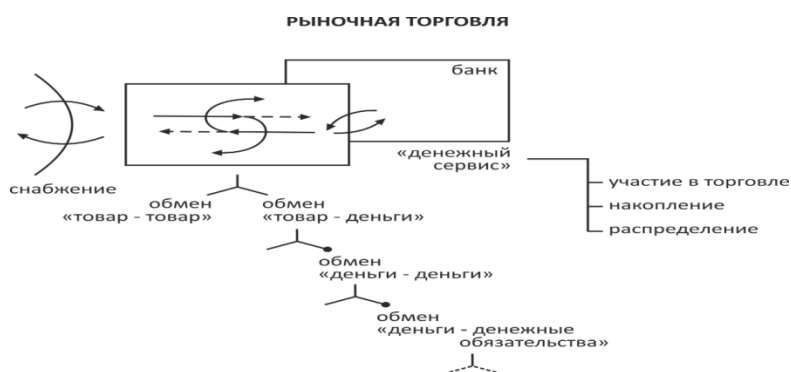 РЫНОЧНАЯ ТОРГОВЛЯ
банк
«денежный
сервис»
снабжение
обмен
«товар - товар»
обмен
«товар - деньги»
участие в торговле
накопление
распределение
обмен
«деньги - деньги»
обмен
«деньги - денежные
обязательства»